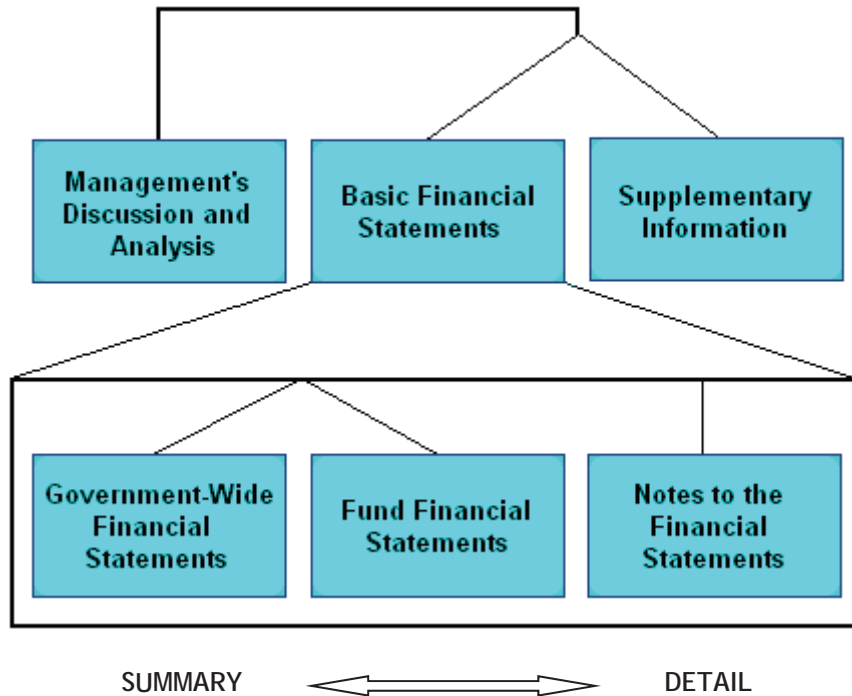 Management's
Discussion and
Analysis
Basic Financial
Statements
Supplementary
Information
Government-Wide
Financial
Statements
Fund Financial
Statements
Notes to the
Financial
Statements
SUMMARY
DETAIL